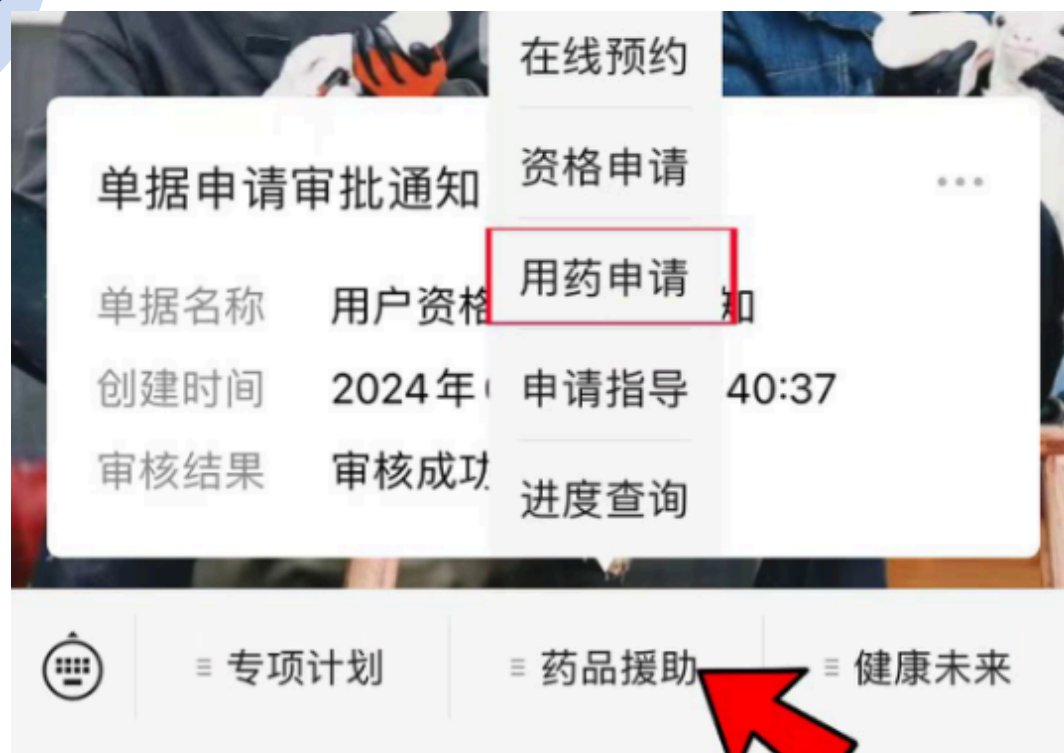 在线预约
资格申请
用药申请
申请指导
进度查询
单据申请审批通知
单据名称 用户资格 知
创建时间 2024年 40:37
审核结果 审核成功
专项计划
药品援助
健康未来